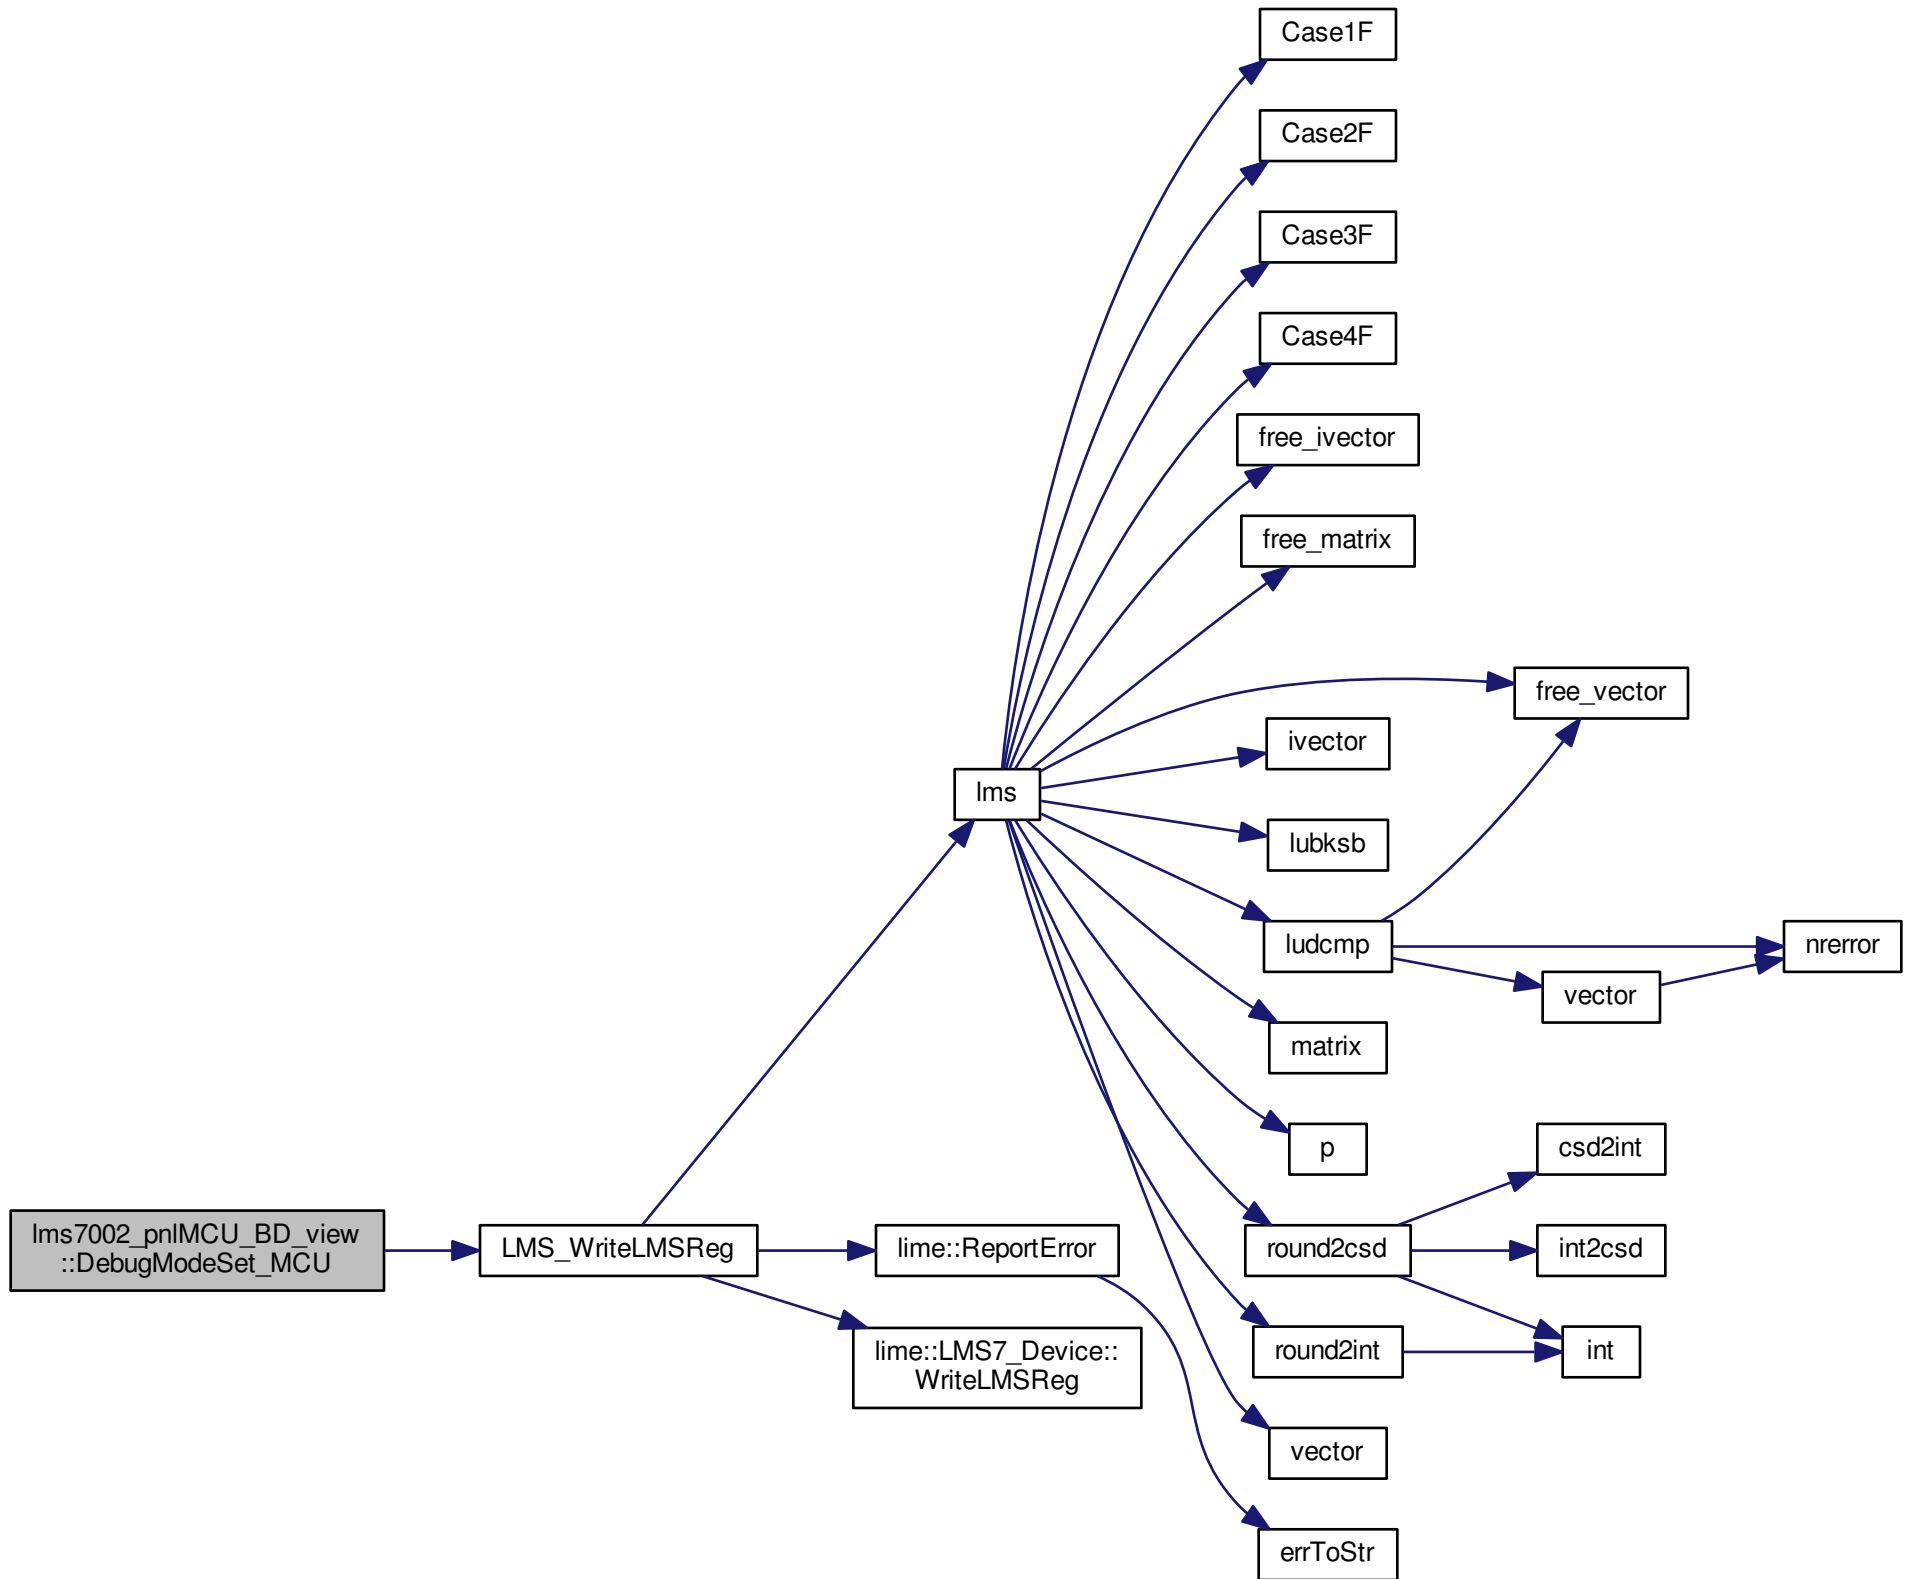 Case1F
Case2F
Case3F
Case4F
free_ivector
free_matrix
free_vector
ivector
lms
lubksb
ludcmp
nrerror
vector
matrix
p
csd2int
lms7002_pnlMCU_BD_view
::DebugModeSet_MCU
LMS_WriteLMSReg
lime::ReportError
round2csd
int2csd
lime::LMS7_Device::
WriteLMSReg
round2int
int
vector
errToStr